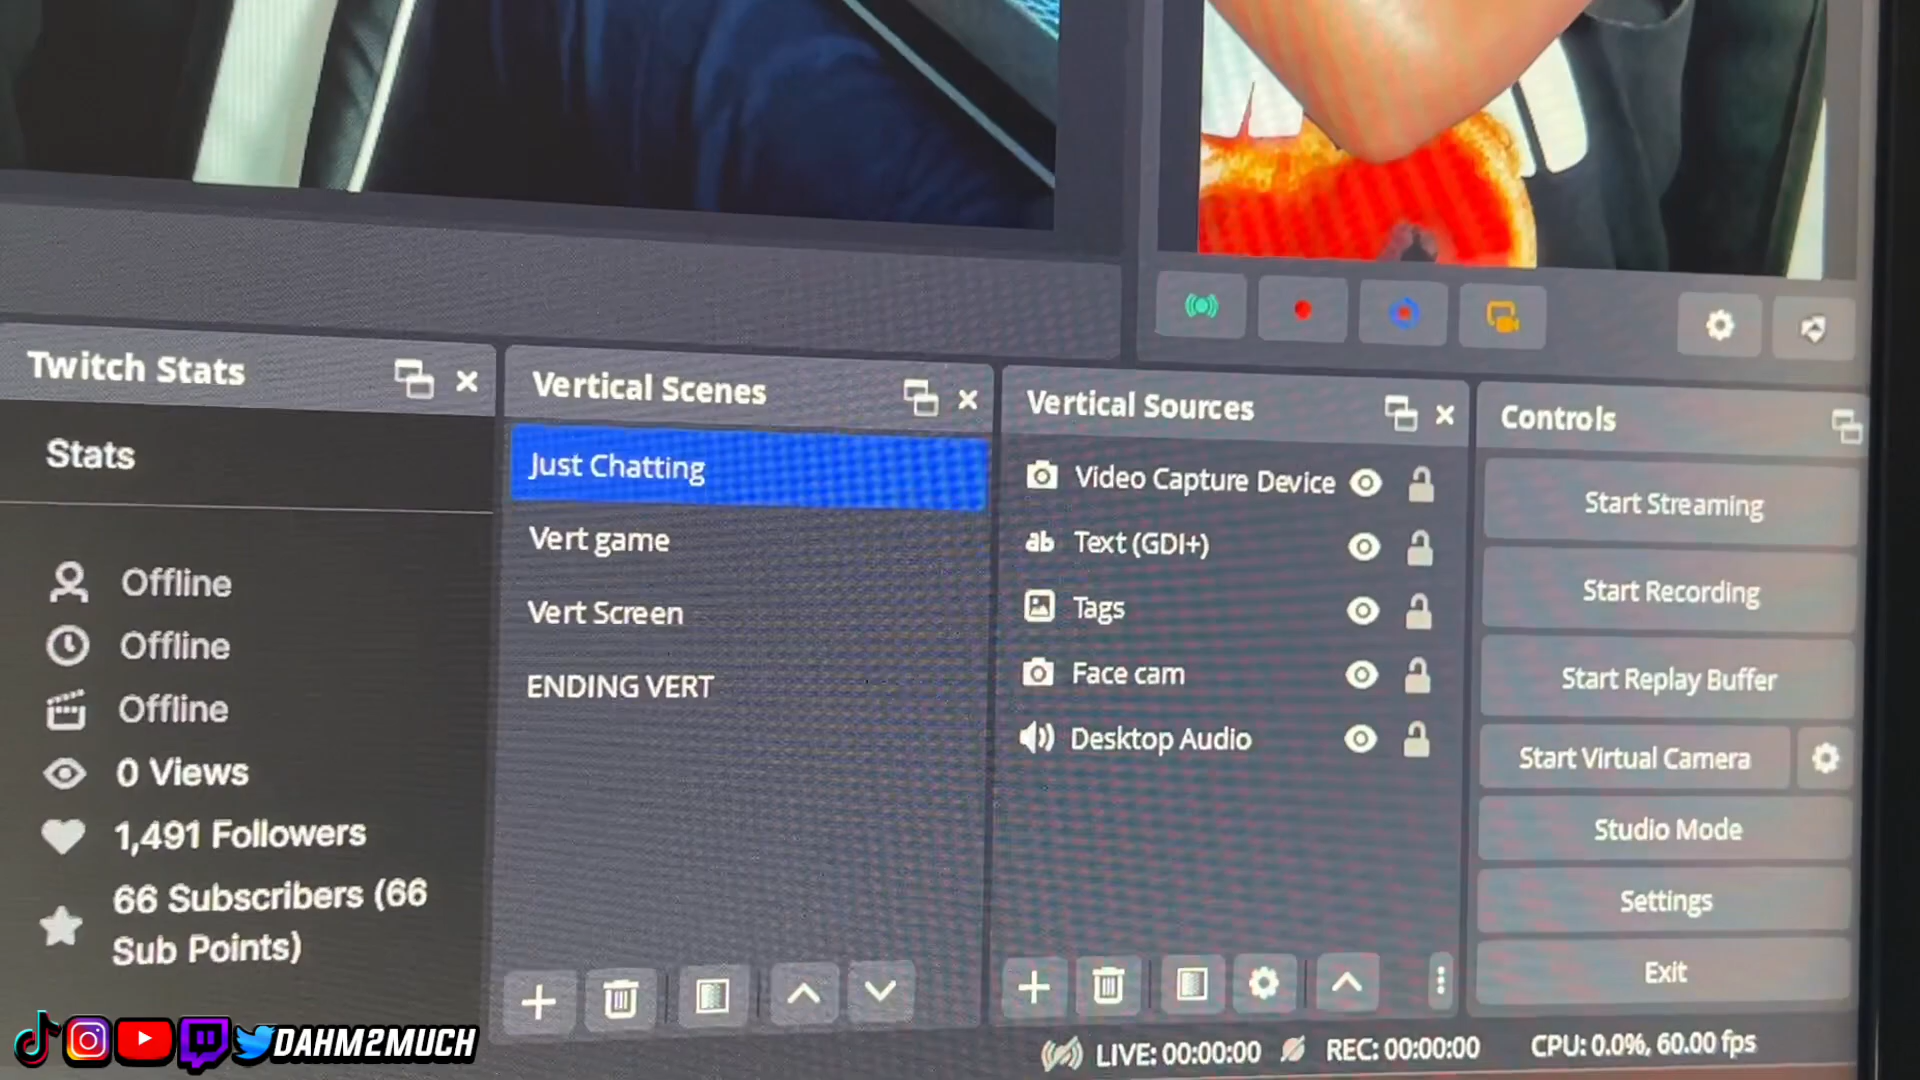 Twitch Stats
Stats
Offline
Offline
Offline
0 Views
1,491 Followers
66 Subscribers (66
Sub Points)
Vertical Scenes
Just Chatting
Vert game
Vert Screen
ENDING VERT
Vertical Sources
Video Capture Device
ab Text (GDI+)
Tags
Face cam
Desktop Audio
Controls
Start Streaming
Start Recording
Start Replay Buffer
Start Virtual Camera
Studio Mode
Settings
Exit
LIVE: 00:00:00 REC: 00:00:00 CPU: 0.0%, 60.00 fps
DAHM2MUCH